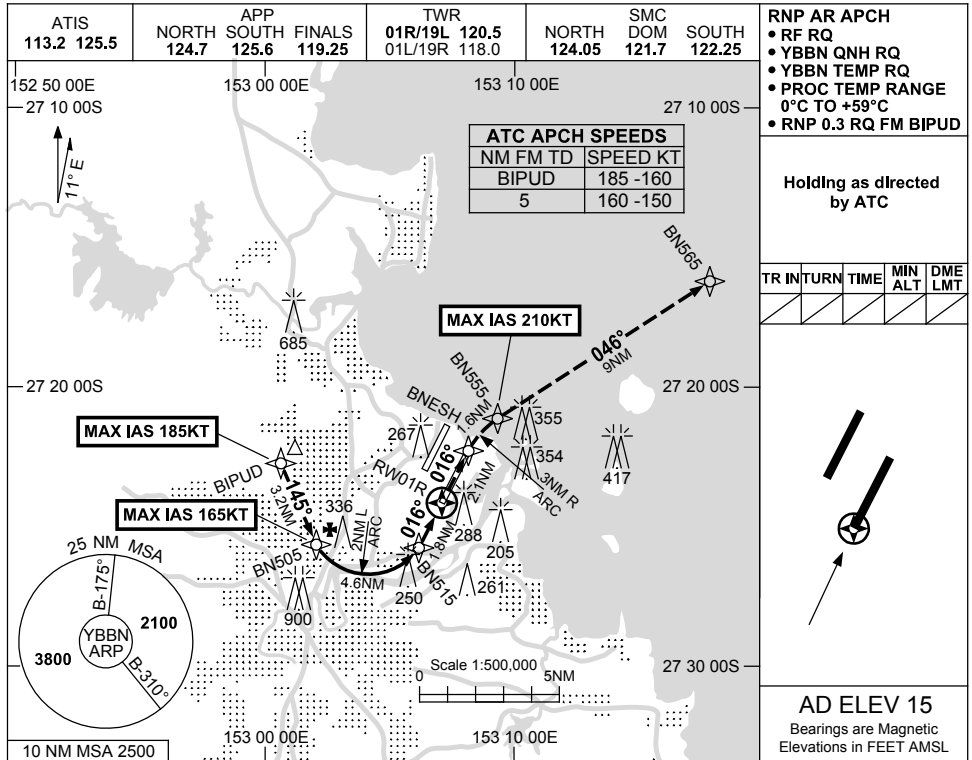 ATIS
113.2 125.5
APP
NORTH SOUTH FINALS
124.7 125.6 119.25
TWR
01R/19L 120.5
01L/19R 118.0
SMC
NORTH DOM SOUTH
124.05 121.7 122.25
RNP AR APCH
• RF RQ
• YBBN QNH RQ
• YBBN TEMP RQ
• PROC TEMP RANGE
0°C TO +59°C
• RNP 0.3 RQ FM BIPUD
Holding as directed
by ATC
TR IN TURN TIME MIN ALT DME LMT
152 50 00E
153 00 00E
153 10 00E
27 10 00S
27 10 00S
11° E
ATC APCH SPEEDS
NM FM TD SPEED KT
BIPUD 185 -160
5 160 -150
BN565
685
MAX IAS 210KT
046°
9NM
27 20 00S
27 20 00S
BN555
BNESH
1.6NM
355
267
354
417
MAX IAS 185KT
RW01R
016°
2.1NM
.3NM R
ARC
BIPUD
145°
3.2NM
MAX IAS 165KT
336
2NM L
ARC
016°
1.8NM
288
205
25 NM MSA
BN505
4.6NM
BN515
250
261
900
B-175°
YBBN
ARP
2100
3800
B-310°
Scale 1:500,000
0 5NM
27 30 00S
10 NM MSA 2500
153 00 00E
153 10 00E
AD ELEV 15
Bearings are Magnetic
Elevations in FEET AMSL